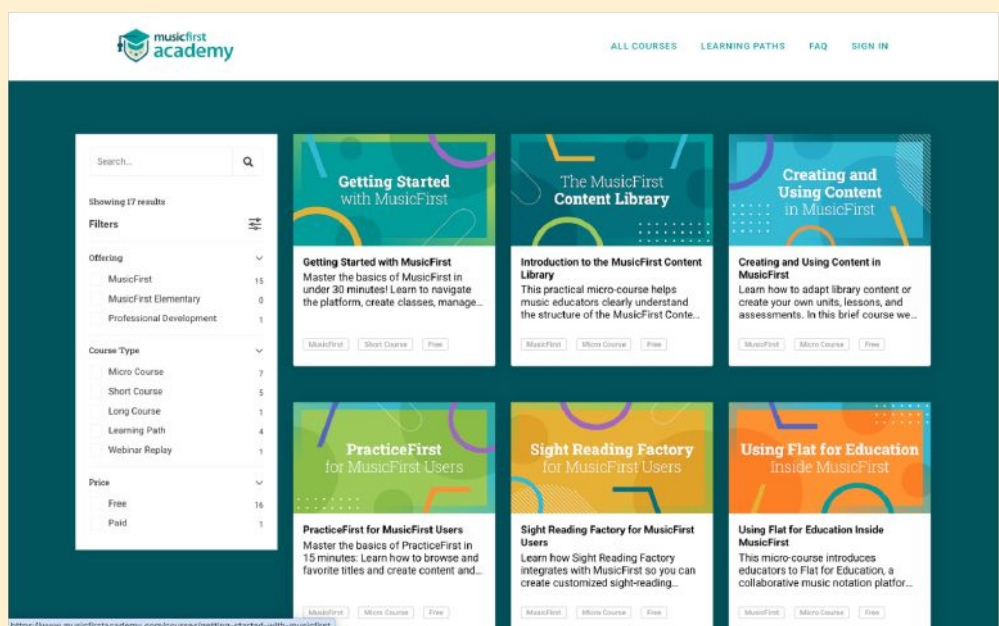 musicfirst
academy
ALL COURSES LEARNING PATHS FAQ SIGN IN
Search...
Showing 17 results
Filters
Offering
MusicFirst 15
MusicFirst Elementary 0
Professional Development 1
Course Type
Micro Course 7
Short Course 5
Long Course 1
Learning Path 4
Webinar Replay 1
Price
Free 16
Paid 1
Getting Started
with MusicFirst
Getting Started with MusicFirst
Master the basics of MusicFirst in
under 30 minutes! Learn to navigate
the platform, create classes, manage...
MusicFirst Short Course Free
The MusicFirst
Content Library
Introduction to the MusicFirst Content
Library
This practical micro-course helps
music educators clearly understand
the structure of the MusicFirst Conte...
MusicFirst Micro Course Free
Creating and
Using Content
in MusicFirst
Creating and Using Content in
MusicFirst
Learn how to adapt library content or
create your own units, lessons, and
assessments. In this brief course we...
MusicFirst Micro Course Free
PracticeFirst
for MusicFirst Users
PracticeFirst for MusicFirst Users
Master the basics of PracticeFirst in
15 minutes: Learn how to browse and
favorite titles and create content and...
MusicFirst Micro Course Free
Sight Reading Factory
for MusicFirst Users
Sight Reading Factory for MusicFirst
Users
Learn how Sight Reading Factory
integrates with MusicFirst so you can
create customized sight-reading...
MusicFirst Micro Course Free
Using Flat for Education
Inside MusicFirst
Using Flat for Education Inside
MusicFirst
This micro-course introduces
educators to Flat for Education, a
collaborative music notation platfor...
MusicFirst Micro Course Free
https://www.musicfirstacademy.com/courses/getting-started-with-musicfirst